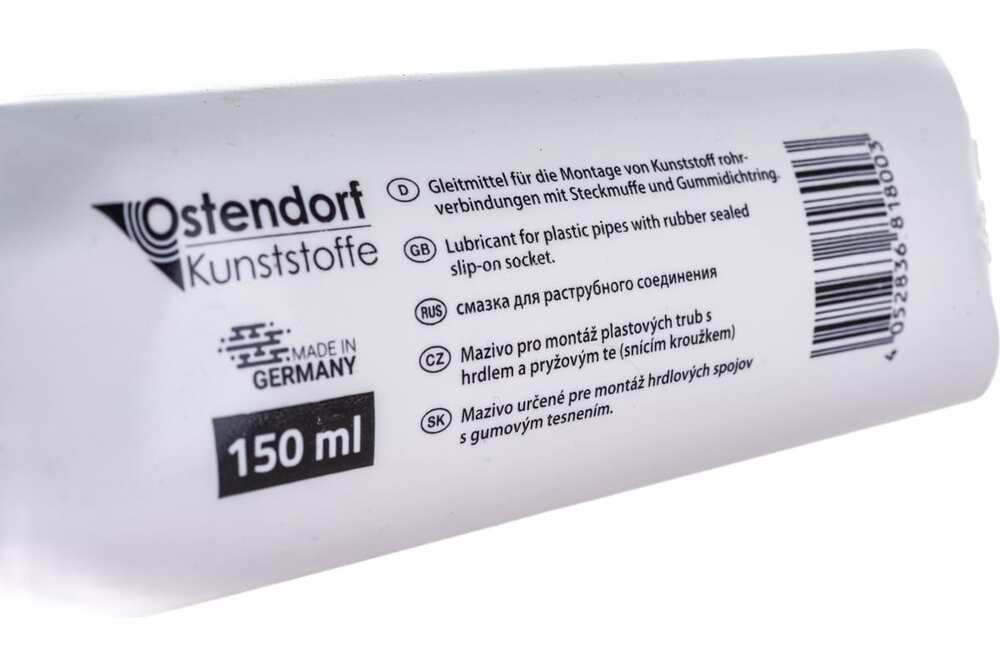 Ostendorf
Kunststoffe
MADE IN
GERMANY
150 ml
D Gleitmittel für die Montage von Kunststoff rohr-
verbindungen mit Steckmuffe und Gummidichtring.
GB Lubricant for plastic pipes with rubber sealed
slip-on socket.
RUS смазка для раструбного соединения
CZ Mazivo pro montáž plastových trub s
hrdlem a pryžovým te (snícím kroužkem)
SK Mazivo určené pre montáž hrdlových spojov
s gumovým tesnením.
4 052836 818003